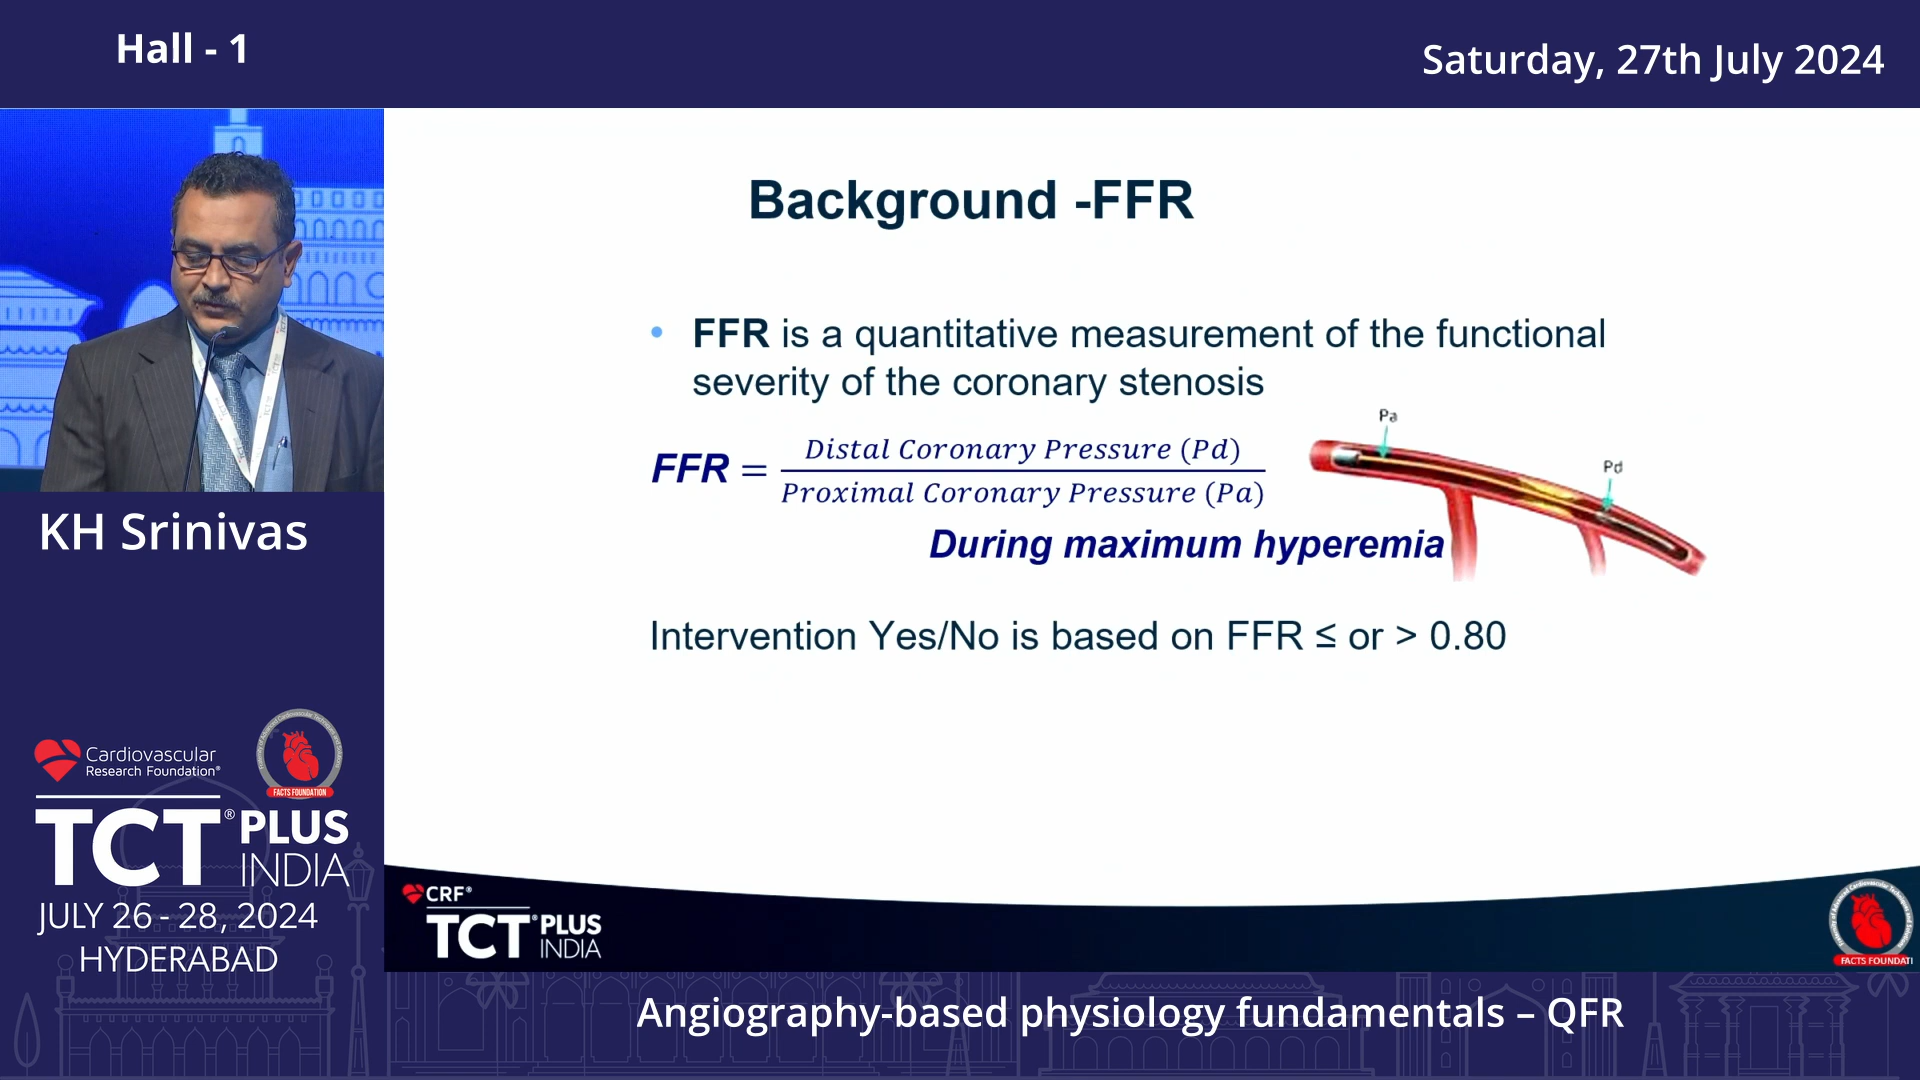 Hall - 1
Saturday, 27th July 2024
Background -FFR
• FFR is a quantitative measurement of the functional
severity of the coronary stenosis
FFR = Distal Coronary Pressure (Pd)
Proximal Coronary Pressure (Pa)
During maximum hyperemia
Pa
Pd
Intervention Yes/No is based on FFR ≤ or > 0.80
KH Srinivas
Cardiovascular
Research Foundation®
FACTS FOUNDATION
TCT® PLUS
INDIA
JULY 26 - 28, 2024
HYDERABAD
CRF®
TCT® PLUS
INDIA
FACTS FOUNDATI
Angiography-based physiology fundamentals – QFR